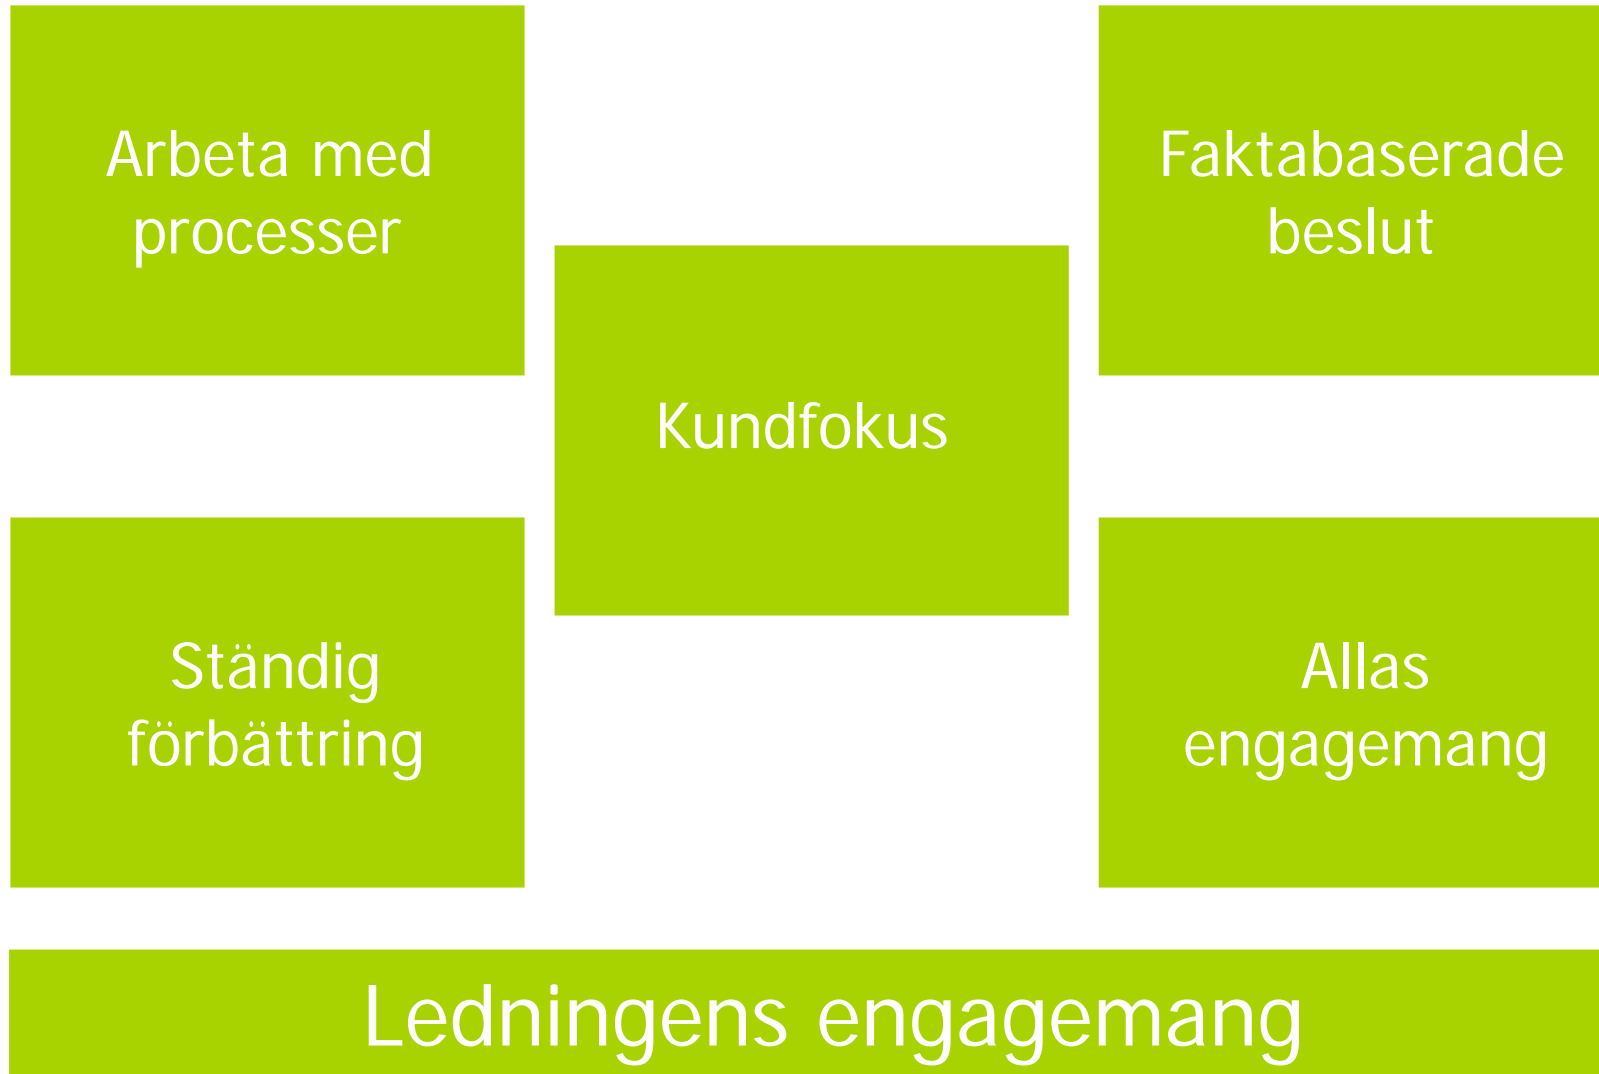 Arbeta med
processer
Faktabaserade
beslut
Kundfokus
Ständig
förbättring
Allas
engagemang
Ledningens engagemang